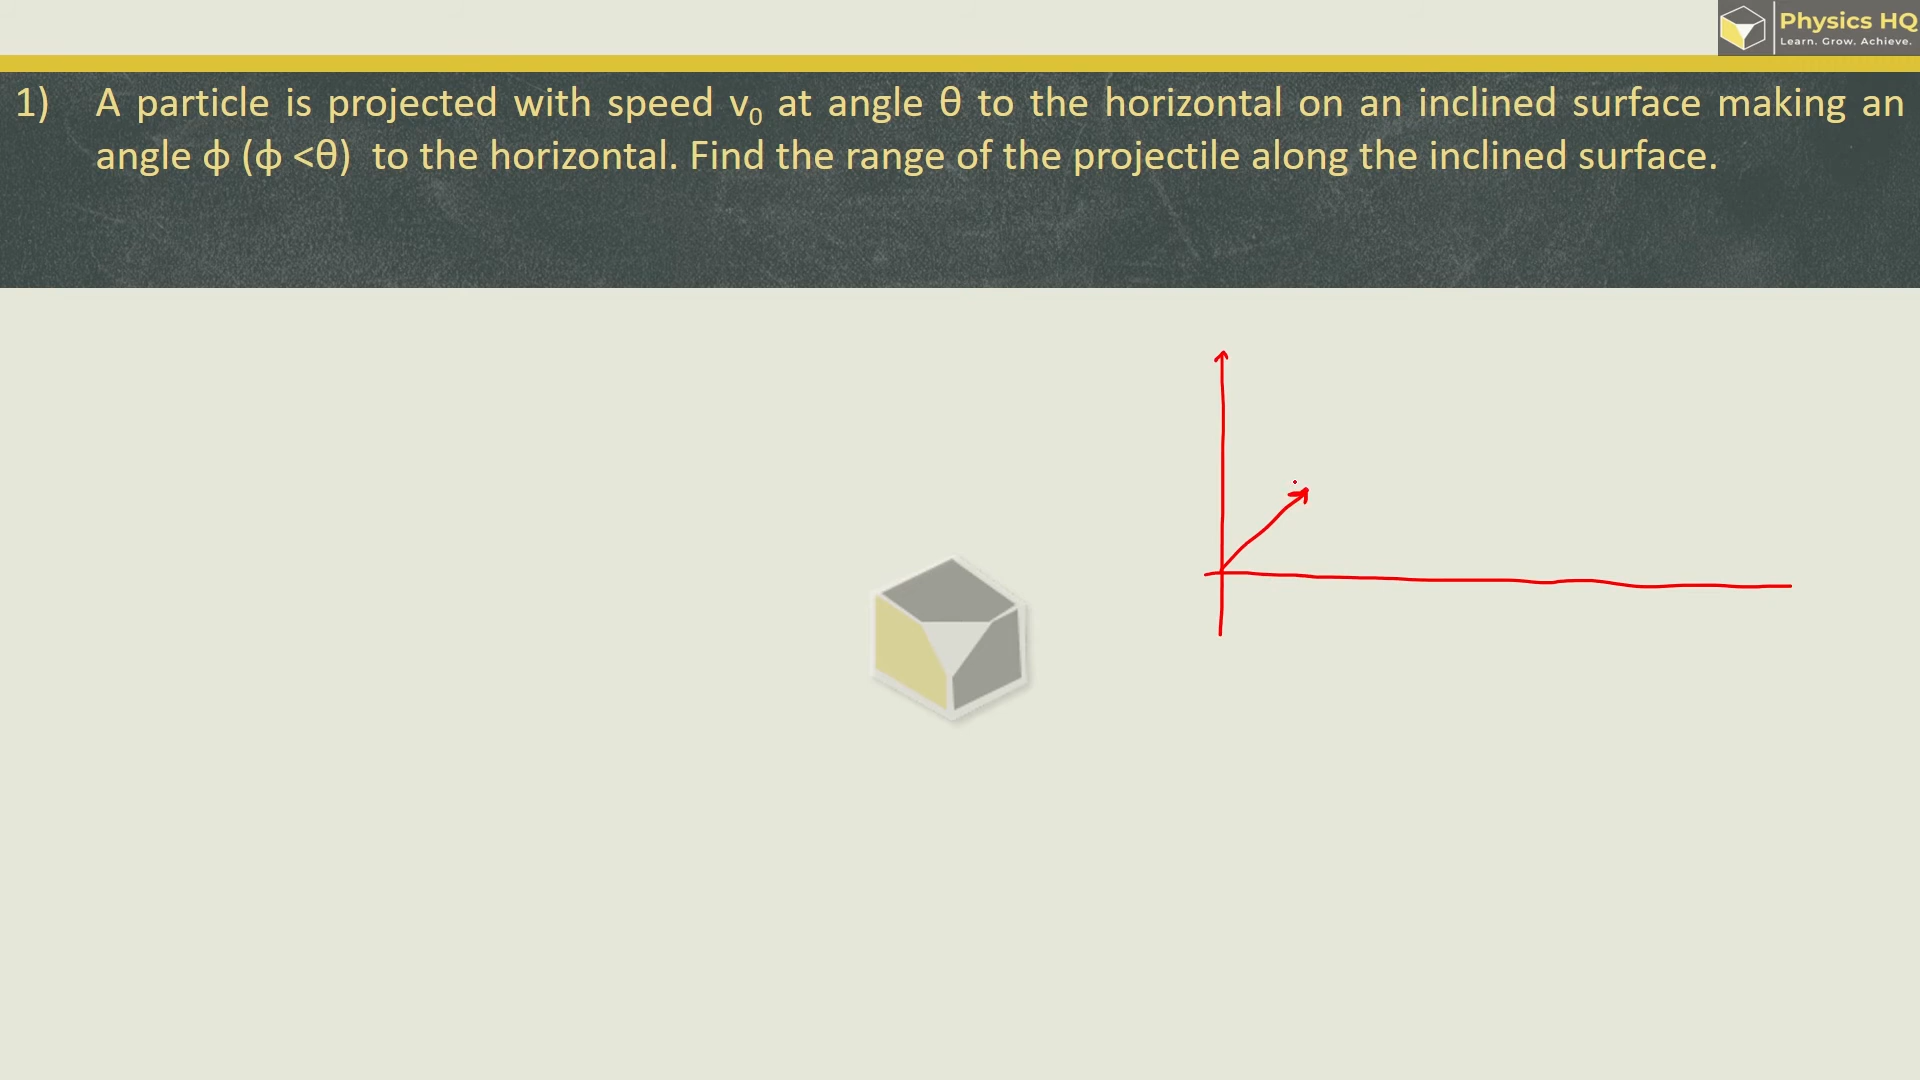 Physics HQ
Learn. Grow. Achieve.
1) A particle is projected with speed v₀ at angle θ to the horizontal on an inclined surface making an
angle ϕ (ϕ <θ) to the horizontal. Find the range of the projectile along the inclined surface.